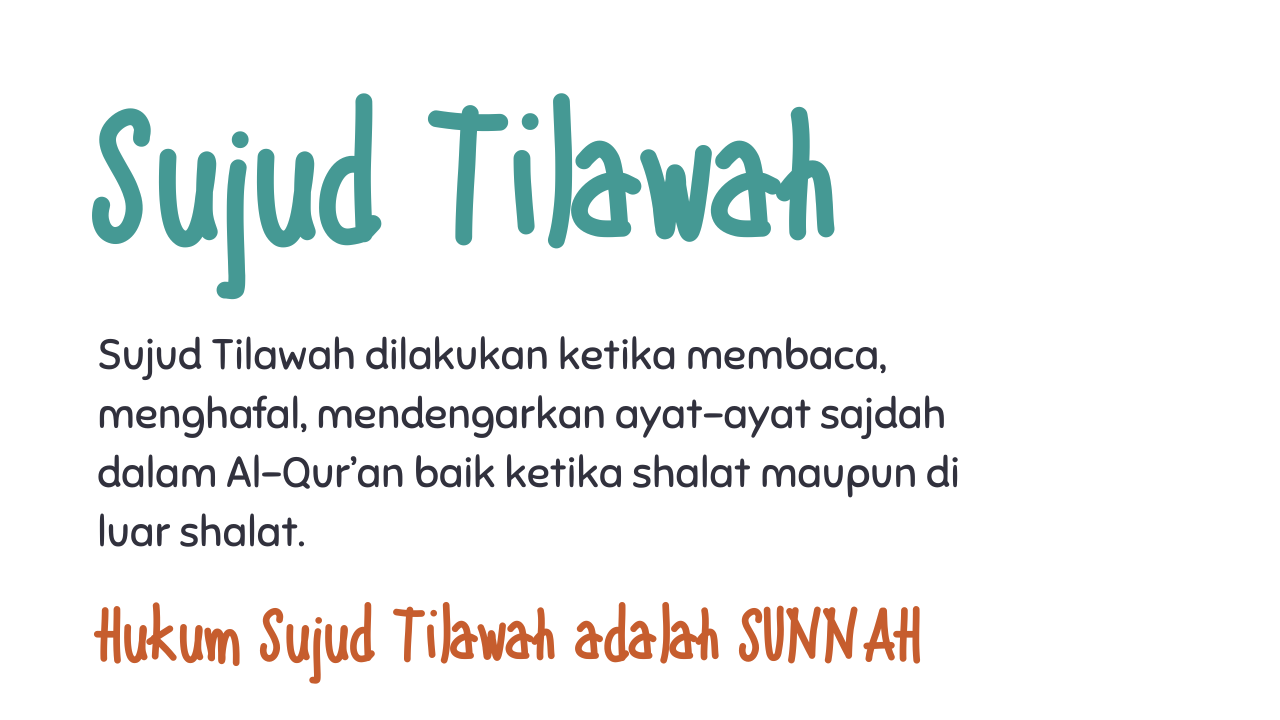 Sujud Tilawah
Sujud Tilawah dilakukan ketika membaca,
menghafal, mendengarkan ayat-ayat sajdah
dalam Al-Qur’an baik ketika shalat maupun di
luar shalat.
Hukum Sujud Tilawah adalah SUNNAH